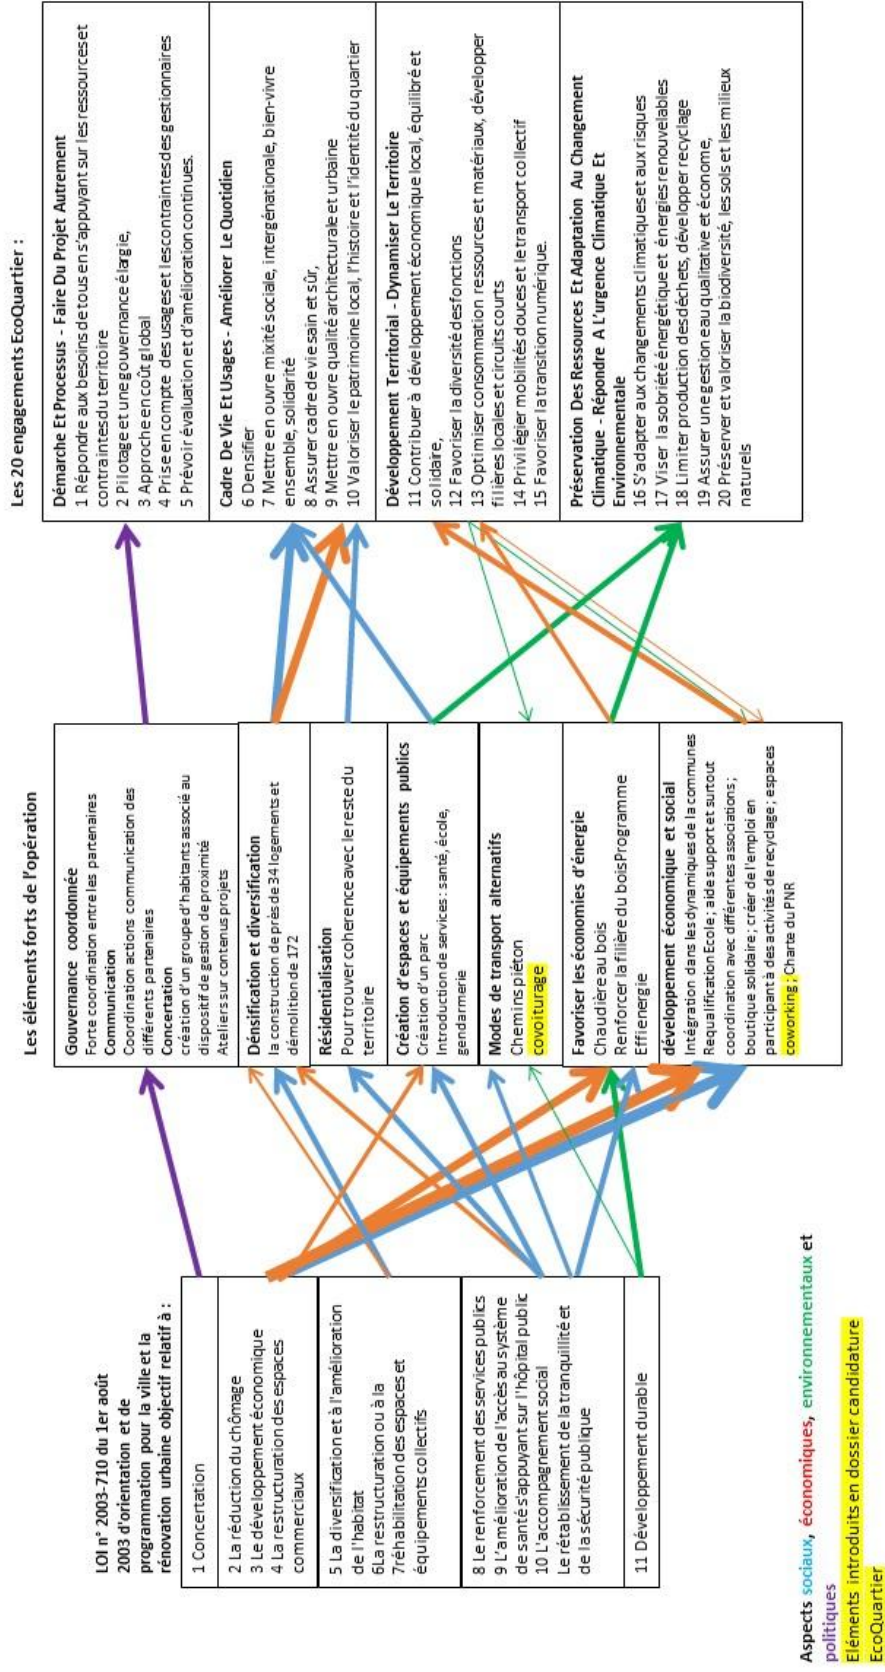 LOI n° 2003-710 du 1er août
2003 d'orientation et de
programmation pour la ville et la
rénovation urbaine objectif relatif à :
1 Concertation
2 La réduction du chômage
3 Le développement économique
4 La restructuration des espaces
commerciaux
5 La diversification et à l'amélioration
de l'habitat
6La restructuration ou à la
7réhabilitation des espaces et
équipements collectifs
8 Le renforcement des services publics
9 L'amélioration de l'accès au système
de santé s'appuyant sur l'hôpital public
10 L'accompagnement social
Le rétablissement de la tranquillité et
de la sécurité publique
11 Développement durable
Les éléments forts de l'opération
Gouvernance coordonnée
Forte coordination entre les partenaires
Communication
Coordination actions communication des
différents partenaires
Concertation
création d'un groupe d'habitants associé au
dispositif de gestion de proximité
Ateliers sur contenus projets
Dénsification et diversification
la construction de près de 34 logements et
démolition de 172
Résidentialisation
Pour trouver coherence avec le reste du
territoire
Création d'espaces et équipements publics
Création d'un parc
Introduction de services : santé, école,
gendarmerie
Modes de transport alternatifs
Chemins piéton
covoiturage
Favoriser les économies d'énergie
Chaudière au bois
Renforcer la filière du boisProgramme
Effienergie
développement économique et social
Intégration dans les dynamiques de la communes
Requalification Ecole ; aide support et surtout
coordination avec différentes associations ;
boutique solidaire ; créer de l'emploi en
participant à des activités de recyclage ; espaces
coworking ; Charte du PNR
Les 20 engagements EcoQuartier :
Démarche Et Processus - Faire Du Projet Autrement
1 Répondre aux besoins de tous en s'appuyant sur les ressources et
contraintes du territoire
2 Pilotage et une gouvernance élargie,
3 Approche en coût global
4 Prise en compte des usages et les contraintes des gestionnaires
5 Prévoir évaluation et d'amélioration continues.
Cadre De Vie Et Usages - Améliorer Le Quotidien
6 Densifier
7 Mettre en ouvre mixité sociale, intergénationale, bien-vivre
ensemble, solidarité
8 Assurer cadre de vie sain et sûr,
9 Mettre en ouvre qualité architecturale et urbaine
10 Valoriser le patrimoine local, l'histoire et l'identité du quartier
Développement Territorial - Dynamiser Le Territoire
11 Contribuer à développement économique local, équilibré et
solidaire,
12 Favoriser la diversité des fonctions
13 Optimiser consommation ressources et matériaux, développer
filières locales et circuits courts
14 Privilégier mobilités douces et le transport collectif
15 Favoriser la transition numérique.
Préservation Des Ressources Et Adaptation Au Changement
Climatique - Répondre A L'urgence Climatique Et
Environnementale
16 S'adapter aux changements climatiques et aux risques
17 Viser la sobriété énergétique et énergies renouvelables
18 Limiter production des déchets, développer recyclage
19 Assurer une gestion eau qualitative et économe,
20 Préserver et valoriser la biodiversité, les sols et les milieux
naturels
Aspects sociaux, économiques, environnementaux et
politiques
Eléments introduits en dossier candidature
EcoQuartier